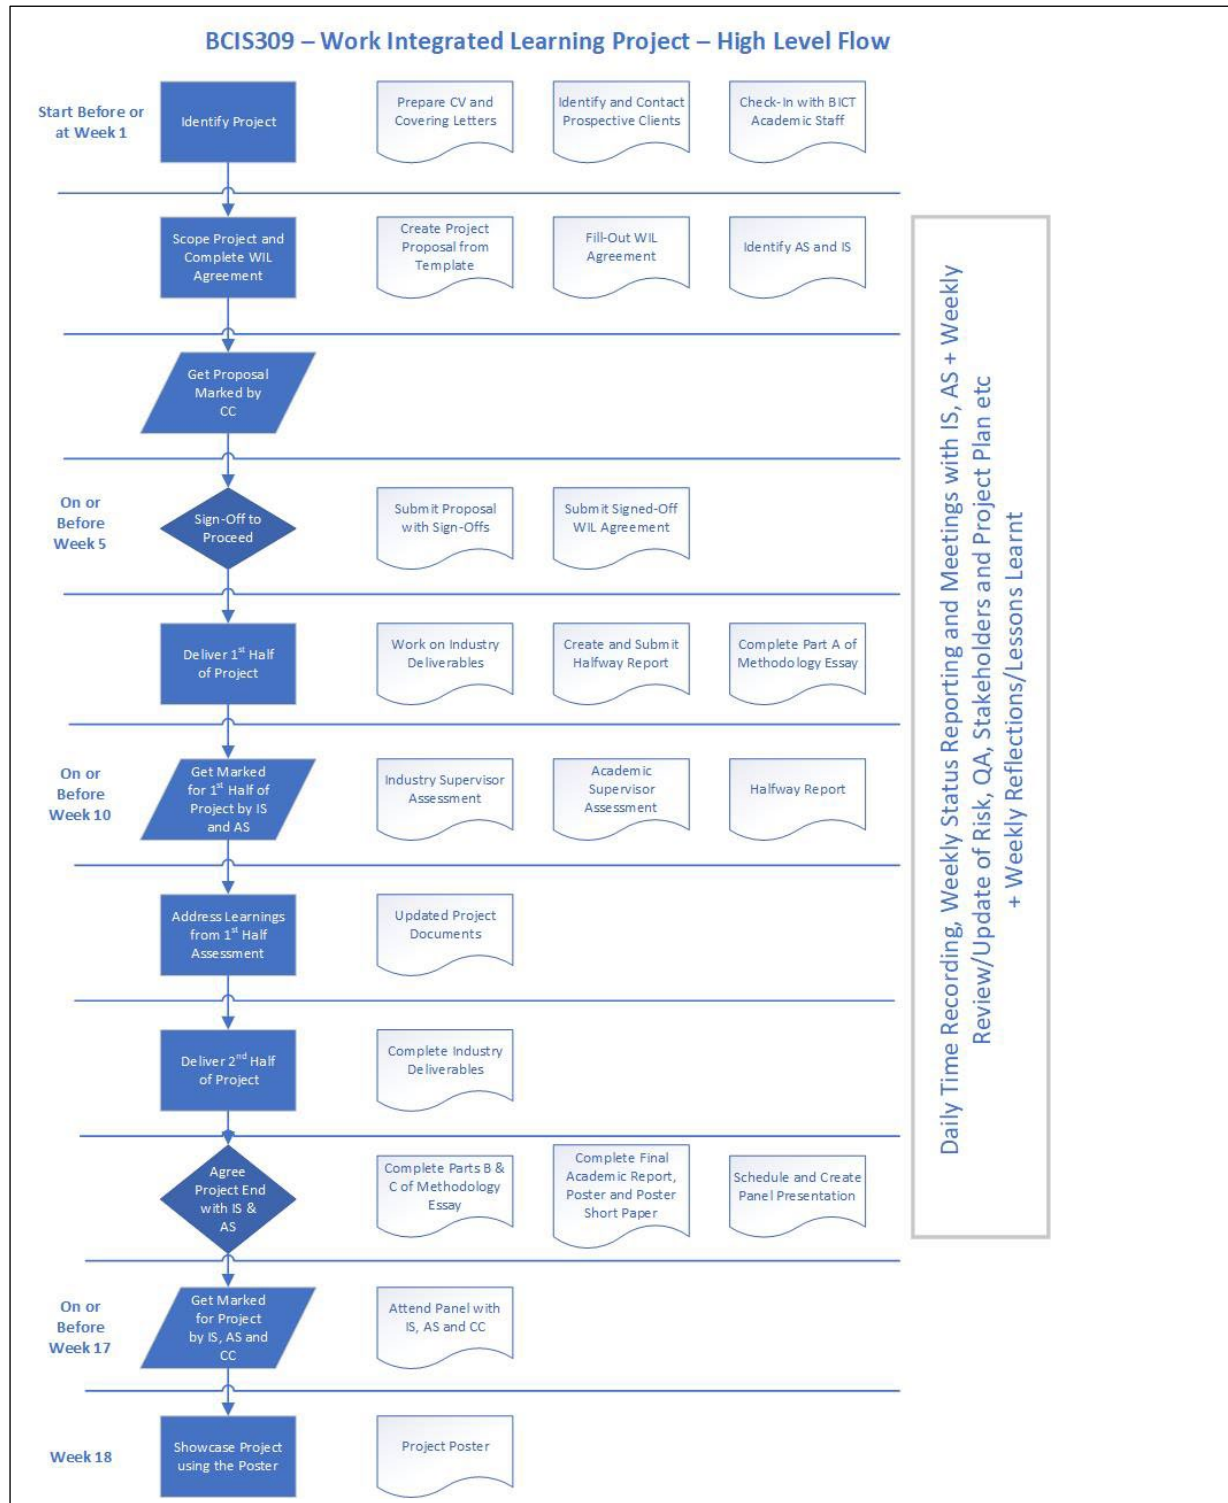 BCIS309 – Work Integrated Learning Project – High Level Flow
Start Before or
at Week 1
Identify Project
Prepare CV and
Covering Letters
Identify and Contact
Prospective Clients
Check-In with BICT
Academic Staff
Scope Project and
Complete WIL
Agreement
Create Project
Proposal from
Template
Fill-Out WIL
Agreement
Identify AS and IS
Get Proposal
Marked by
CC
On or
Before
Week 5
Sign-Off to
Proceed
Submit Proposal
with Sign-Offs
Submit Signed-Off
WIL Agreement
Deliver 1st Half
of Project
Work on Industry
Deliverables
Create and Submit
Halfway Report
Complete Part A of
Methodology Essay
On or
Before
Week 10
Get Marked
for 1st Half of
Project by IS
and AS
Industry Supervisor
Assessment
Academic
Supervisor
Assessment
Halfway Report
Address Learnings
from 1st Half
Assessment
Updated Project
Documents
Deliver 2nd Half
of Project
Complete Industry
Deliverables
Agree
Project End
with IS &
AS
Complete Parts B &
C of Methodology
Essay
Complete Final
Academic Report,
Poster and Poster
Short Paper
Schedule and Create
Panel Presentation
On or
Before
Week 17
Get Marked
for Project
by IS, AS and
CC
Attend Panel with
IS, AS and CC
Week 18
Showcase Project
using the Poster
Project Poster
Daily Time Recording, Weekly Status Reporting and Meetings with IS, AS + Weekly
Review/Update of Risk, QA, Stakeholders and Project Plan etc
+ Weekly Reflections/Lessons Learnt